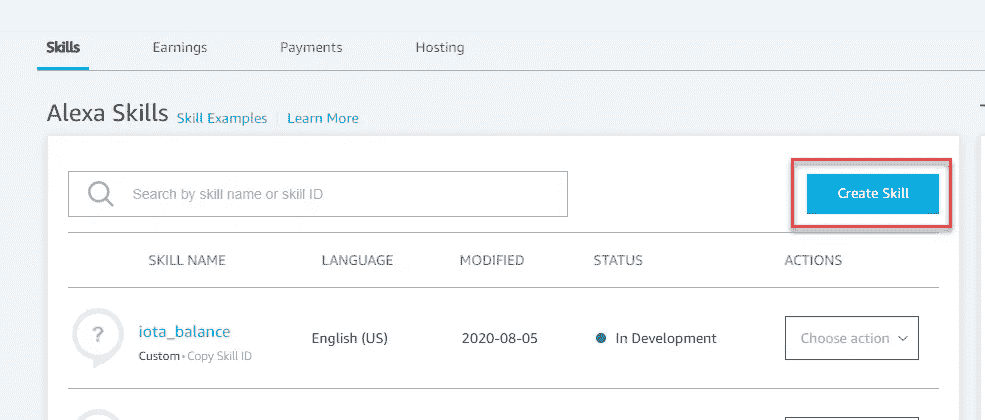 Skills Earnings Payments Hosting
Alexa Skills Skill Examples Learn More
Search by skill name or skill ID Create Skill
SKILL NAME LANGUAGE MODIFIED STATUS ACTIONS
? iota_balance English (US) 2020-08-05 In Development Choose action
Custom • Copy Skill ID